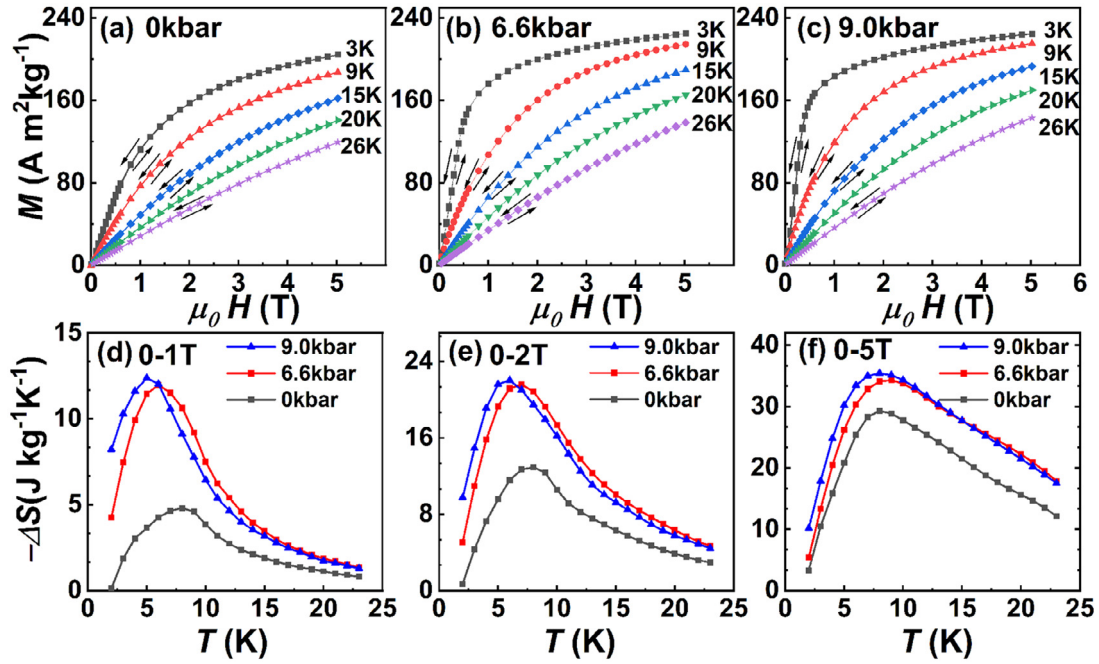 (a) 0kbar
(b) 6.6kbar
(c) 9.0kbar
M (A m²kg⁻¹)
240
160
80
0
3K
9K
15K
20K
26K
0 1 2 3 4 5
μ₀ H (T)
240
160
80
0
3K
9K
15K
20K
26K
0 1 2 3 4 5
μ₀ H (T)
240
160
80
0
3K
9K
15K
20K
26K
0 1 2 3 4 5 6
μ₀ H (T)
(d) 0-1T
9.0kbar
6.6kbar
0kbar
−ΔS(J kg⁻¹K⁻¹)
15
10
5
0
0 5 10 15 20 25
T (K)
(e) 0-2T
9.0kbar
6.6kbar
0kbar
24
16
8
0
0 5 10 15 20 25
T (K)
(f) 0-5T
9.0kbar
6.6kbar
0kbar
40
30
20
10
0
0 5 10 15 20 25
T (K)